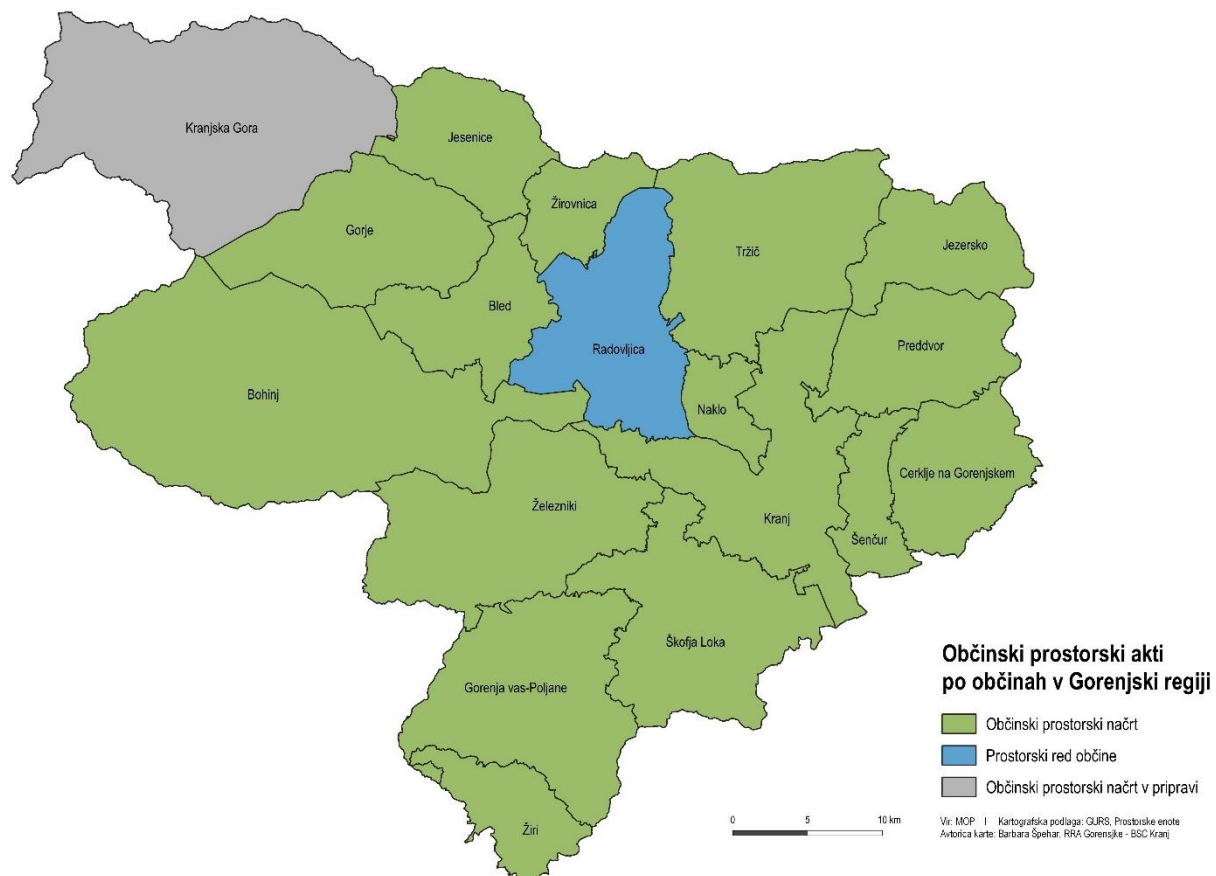 Kranjska Gora
Jesenice
Žirovnica
Gorje
Tržič
Jezersko
Bled
Radovljica
Preddvor
Bohinj
Naklo
Cerklje na Gorenjskem
Železniki
Kranj
Šenčur
Škofja Loka
Gorenja vas-Poljane
Žiri
Občinski prostorski akti
po občinah v Gorenjski regiji
Občinski prostorski načrt
Prostorski red občine
Občinski prostorski načrt v pripravi
0 5 10 km
Vir: MOP I Kartografska podlaga: GURS, Prostorske enote
Avtorica karte: Barbara Špehar, RRA Gorensjke - BSC Kranj